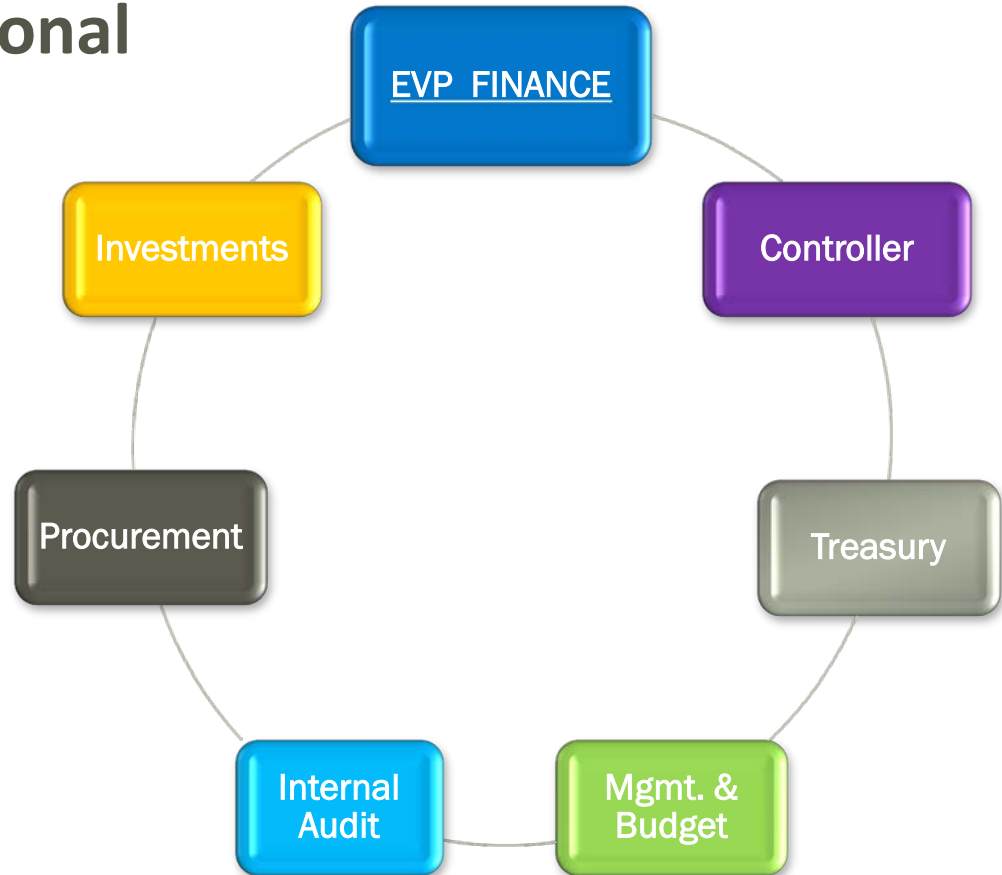 onal
EVP FINANCE
Investments
Controller
Procurement
Treasury
Internal
Audit
Mgmt. &
Budget